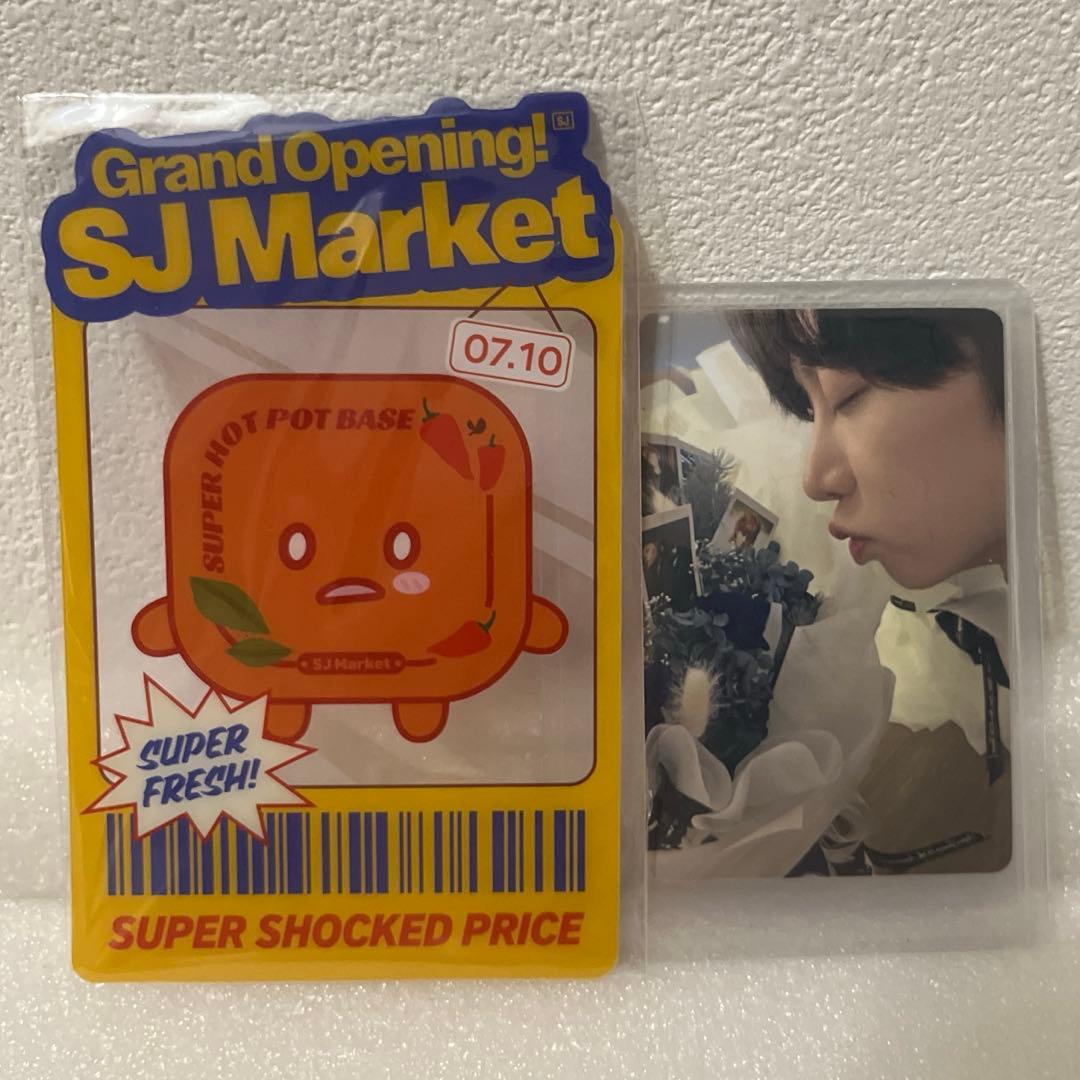 Grand Opening!
SJ
SJ Market
07.10
SUPER HOT POT BASE
SJ Market
SUPER
FRESH!
SUPER SHOCKED PRICE